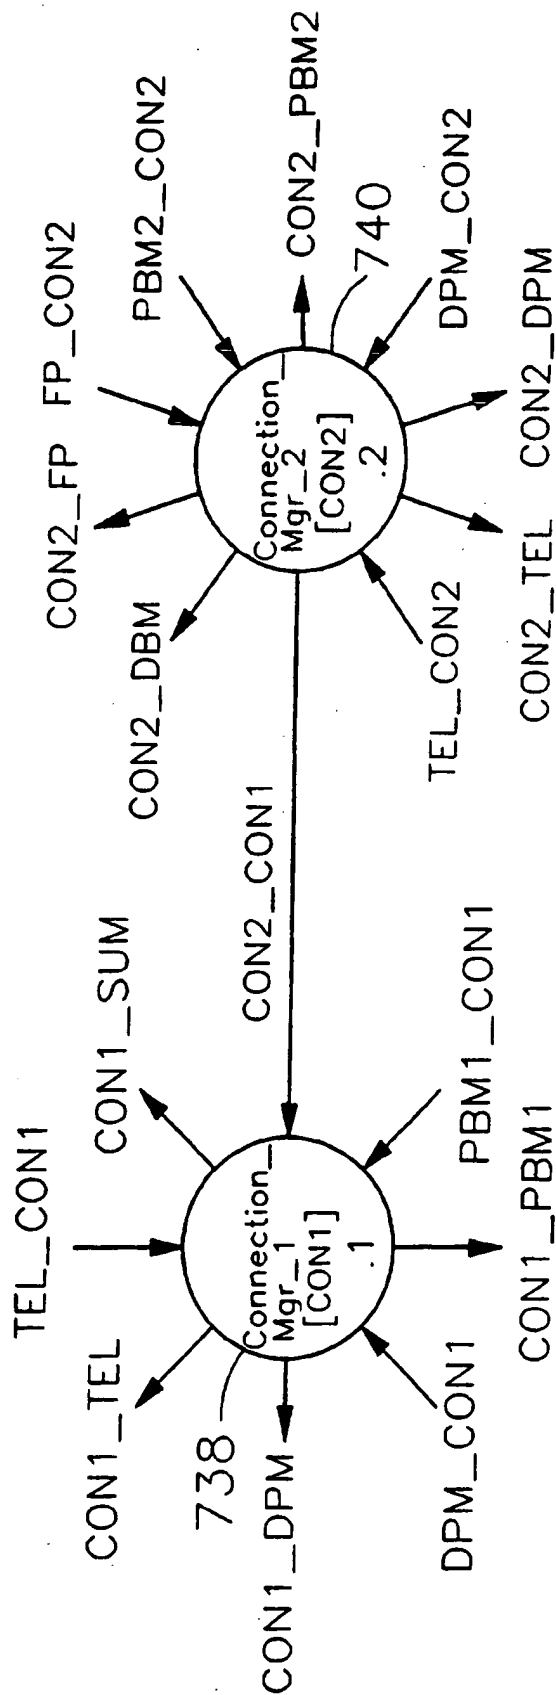 TEL_CON1
CON1_TEL
CON1_SUM
738
Connection_
Mgr_1
[CON1]
.1
CON1_DPM
DPM_CON1
CON1_PBM1
PBM1_CON1
CON2_CON1
CON2_DBM
CON2_FP
FP_CON2
PBM2_CON2
CON2_PBM2
740
Connection_
Mgr_2
[CON2]
.2
TEL_CON2
CON2_TEL
CON2_DPM
DPM_CON2